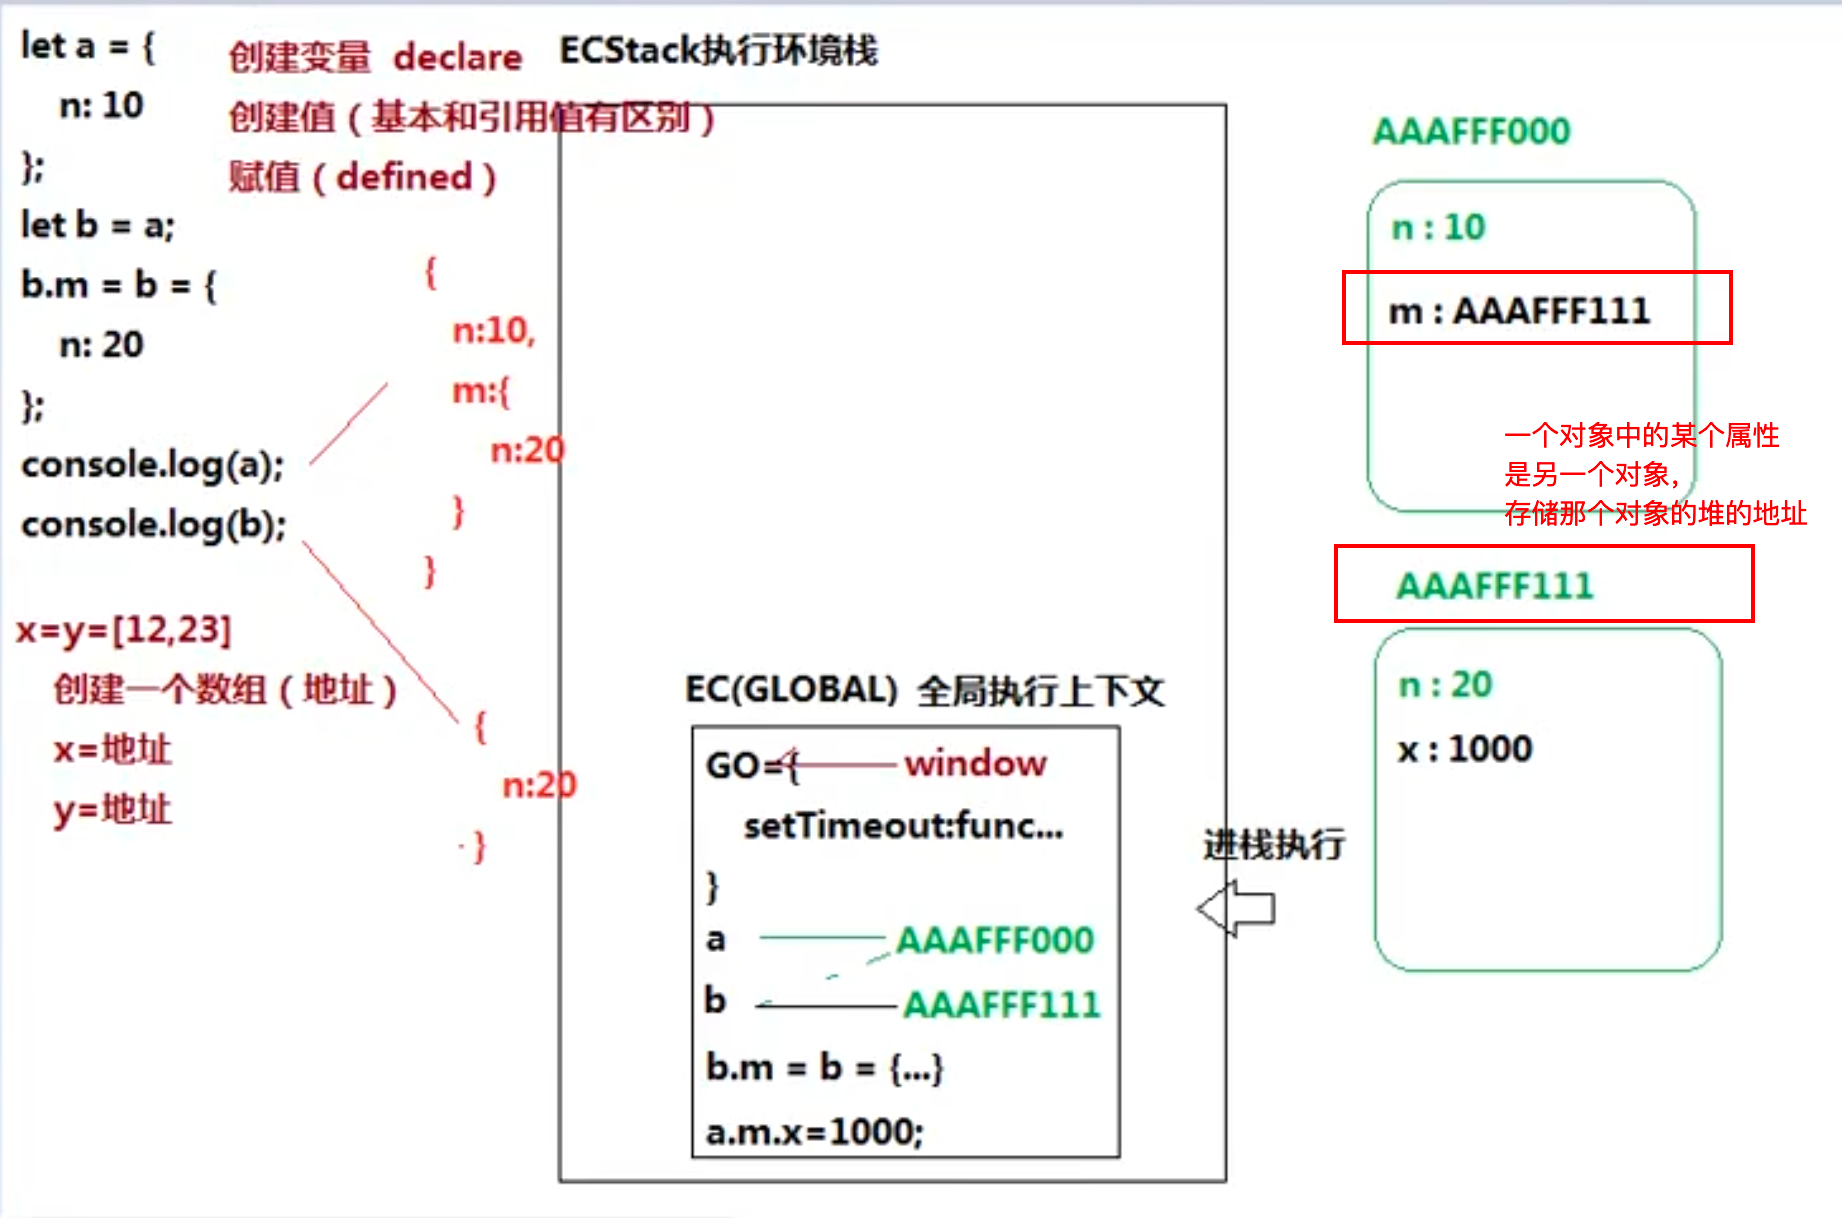 let a = {
n: 10
};
let b = a;
b.m = b = {
n: 20
};
console.log(a);
console.log(b);
创建变量 declare
创建值（基本和引用值有区别）
赋值（defined）
{
n:10,
m:{
n:20
}
}
{
n:20
}
x=y=[12,23]
创建一个数组（地址）
x=地址
y=地址
ECStack执行环境栈
EC(GLOBAL) 全局执行上下文
GO={ window
setTimeout:func...
}
a AAAFFF000
b AAAFFF111
b.m = b = {...}
a.m.x=1000;
进栈执行
AAAFFF000
n : 10
m : AAAFFF111
一个对象中的某个属性
是另一个对象，
存储那个对象的堆的地址
AAAFFF111
n : 20
x : 1000